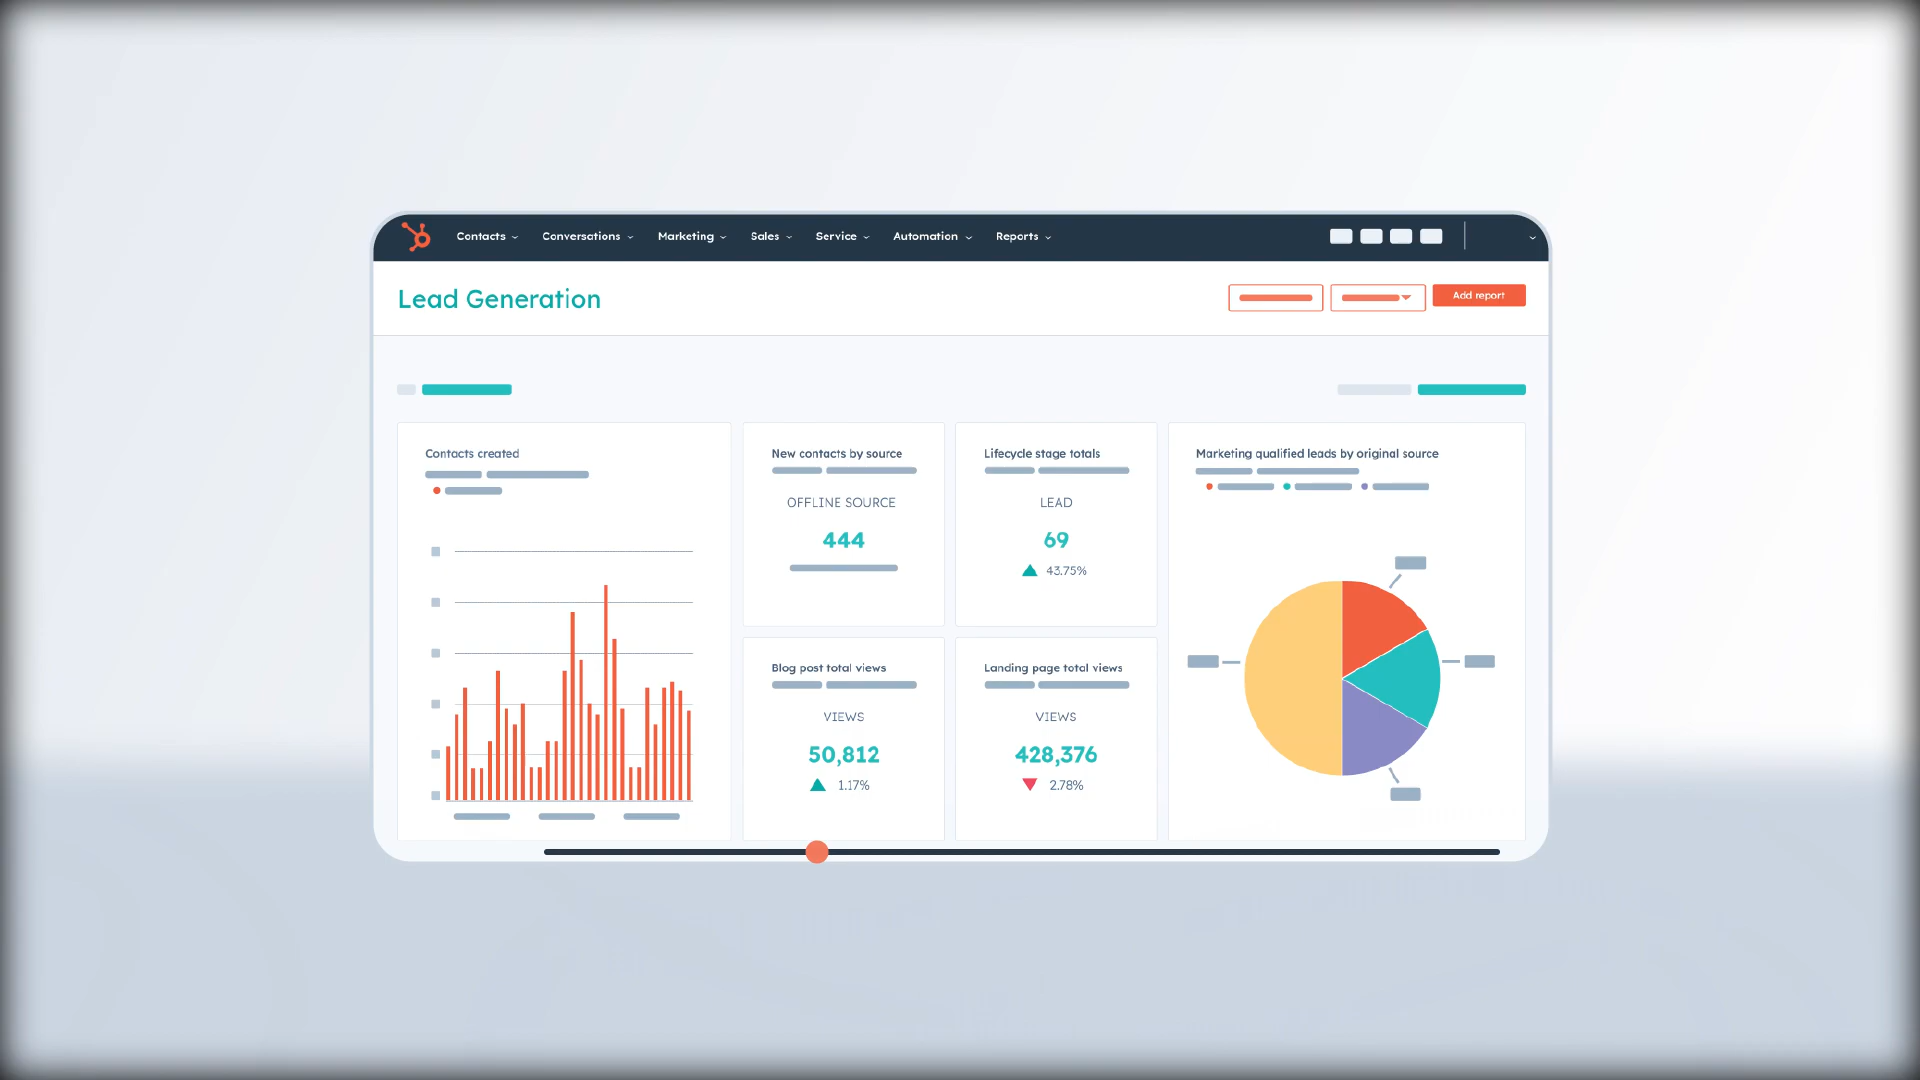 Contacts Conversations Marketing Sales Service Automation Reports
Lead Generation
Add report
Contacts created
New contacts by source
OFFLINE SOURCE
444
Lifecycle stage totals
LEAD
69
43.75%
Marketing qualified leads by original source
Blog post total views
VIEWS
50,812
1.17%
Landing page total views
VIEWS
428,376
2.78%